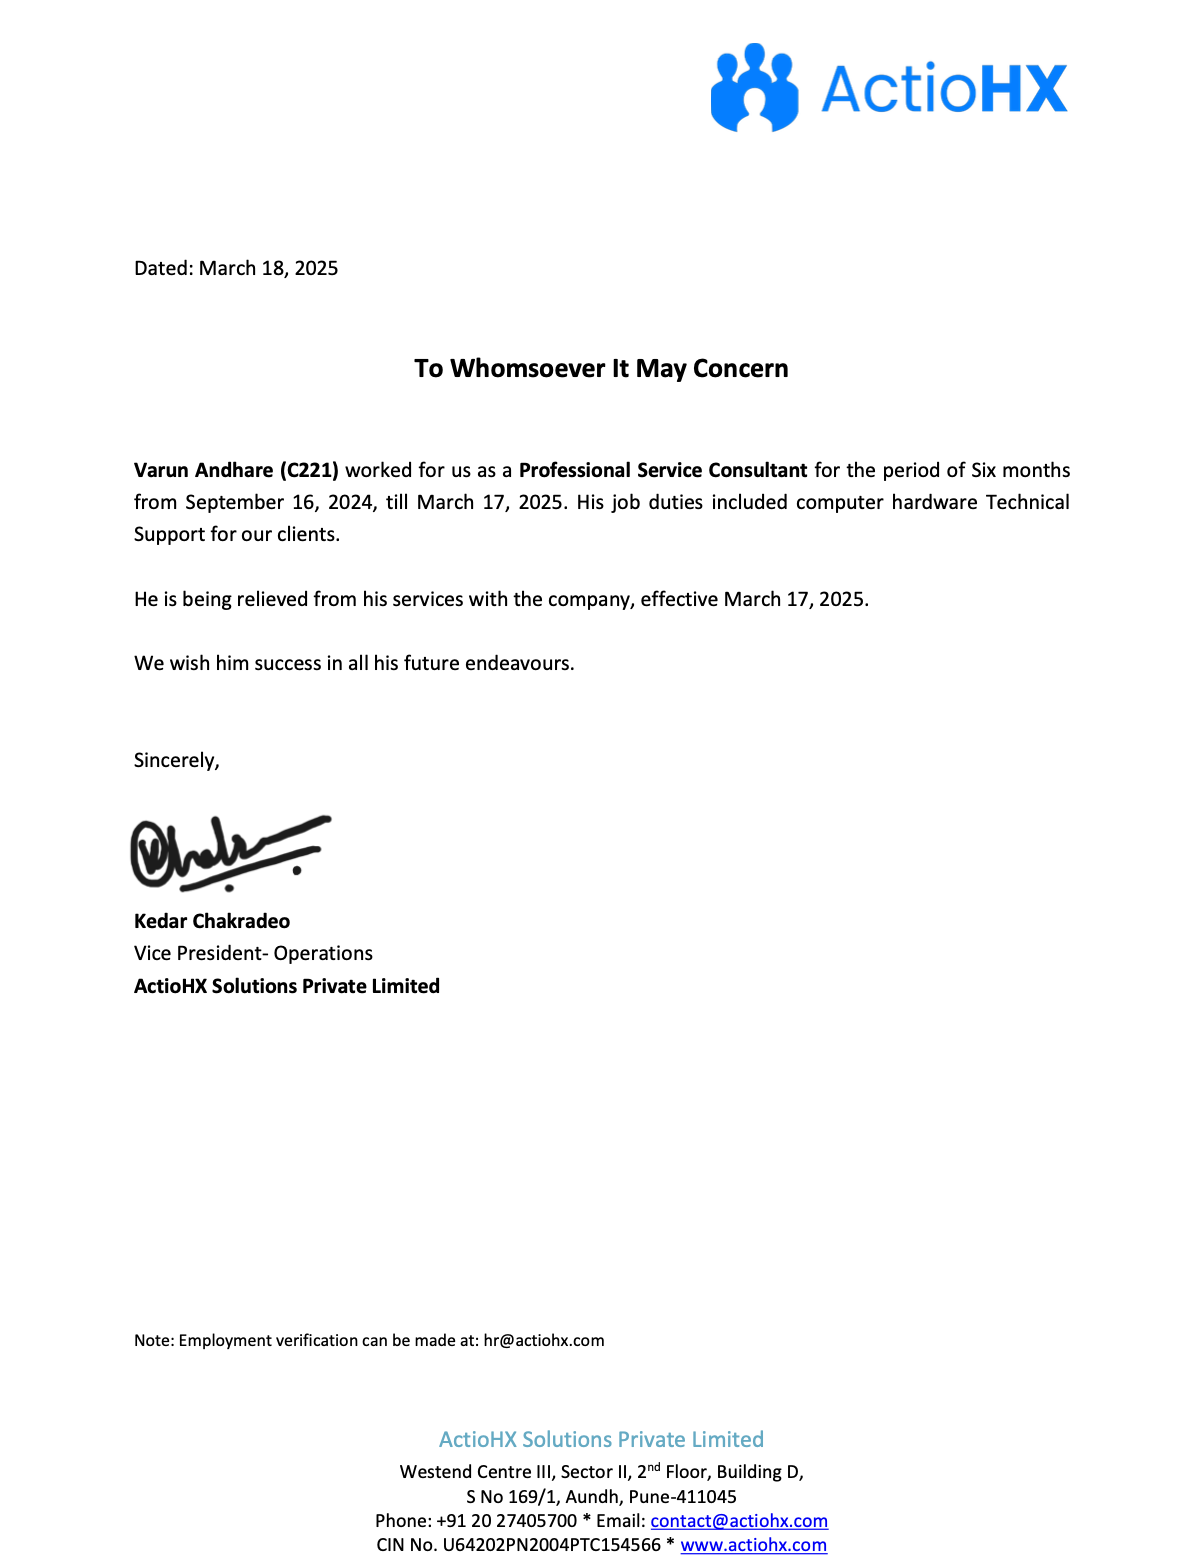 ActioHX
Dated: March 18, 2025
To Whomsoever It May Concern
Varun Andhare (C221) worked for us as a Professional Service Consultant for the period of Six months
from September 16, 2024, till March 17, 2025. His job duties included computer hardware Technical
Support for our clients.
He is being relieved from his services with the company, effective March 17, 2025.
We wish him success in all his future endeavours.
Sincerely,
Kedar Chakradeo
Vice President- Operations
ActioHX Solutions Private Limited
Note: Employment verification can be made at: hr@actiohx.com
ActioHX Solutions Private Limited
Westend Centre III, Sector II, 2nd Floor, Building D,
S No 169/1, Aundh, Pune-411045
Phone: +91 20 27405700 * Email: contact@actiohx.com
CIN No. U64202PN2004PTC154566 * www.actiohx.com